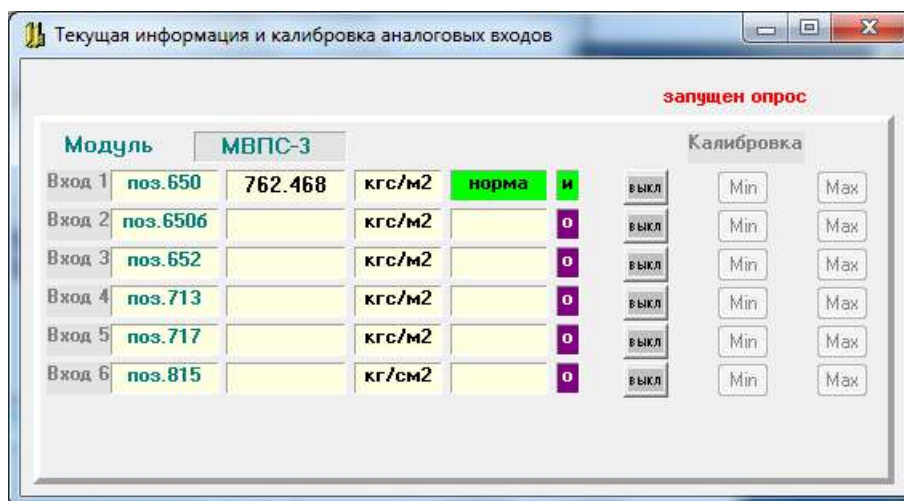 Текущая информация и калибровка аналоговых входов
запущен опрос
Модуль МВПС-3 Калибровка
Вход 1 поз.650 762.468 кгс/м2 норма и выкл Min Max
Вход 2 поз.650б кгс/м2 о выкл Min Max
Вход 3 поз.652 кгс/м2 о выкл Min Max
Вход 4 поз.713 кгс/м2 о выкл Min Max
Вход 5 поз.717 кгс/м2 о выкл Min Max
Вход 6 поз.815 кг/см2 о выкл Min Max